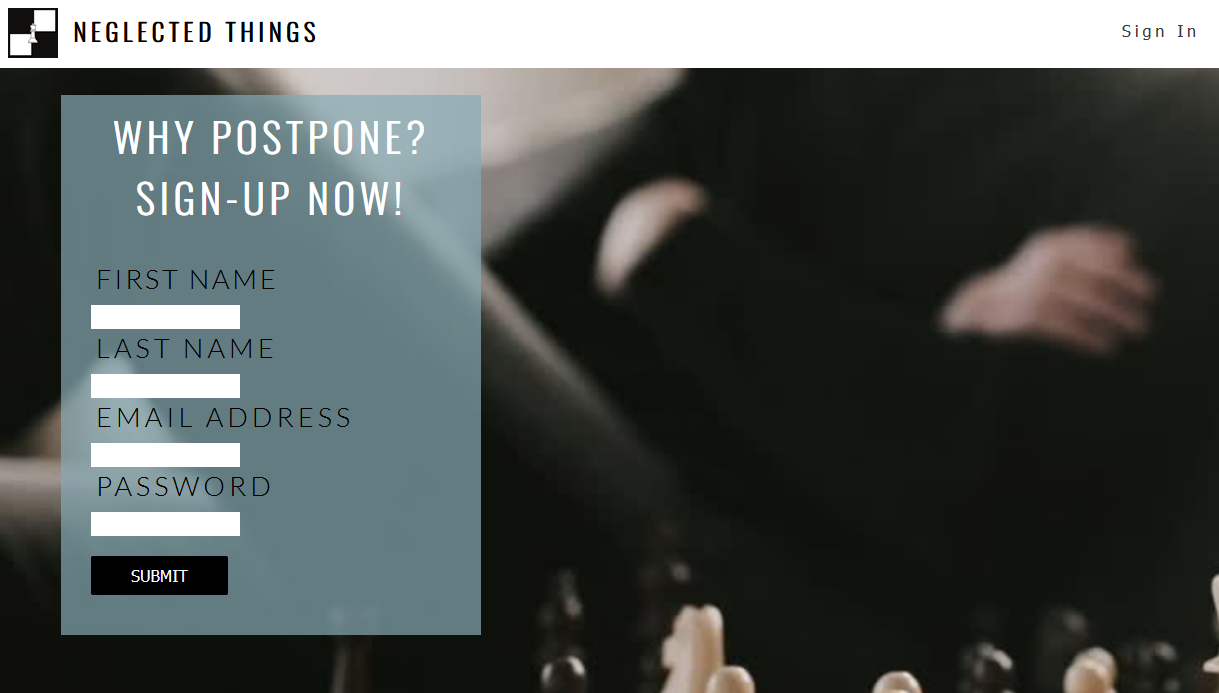 NEGLECTED THINGS
Sign In
WHY POSTPONE?
SIGN-UP NOW!
FIRST NAME
LAST NAME
EMAIL ADDRESS
PASSWORD
SUBMIT